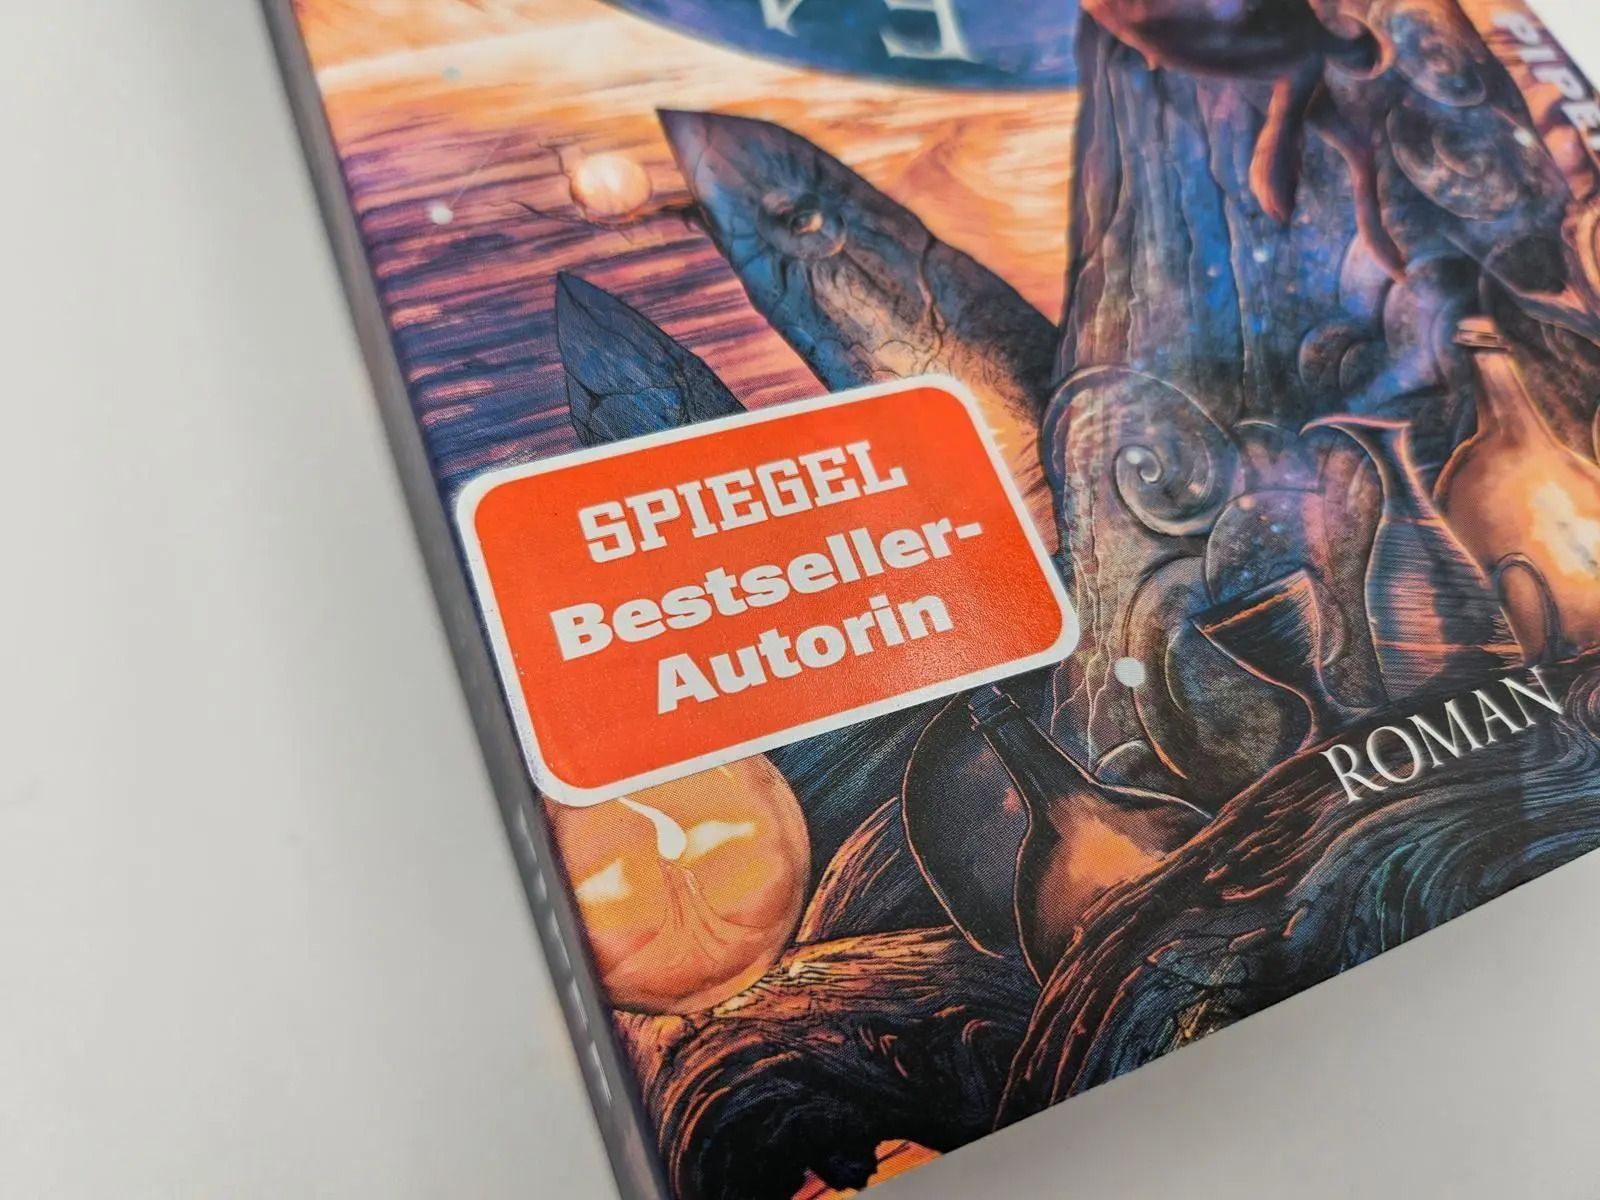 SPIEGEL
Bestseller-
Autorin
ROMAN